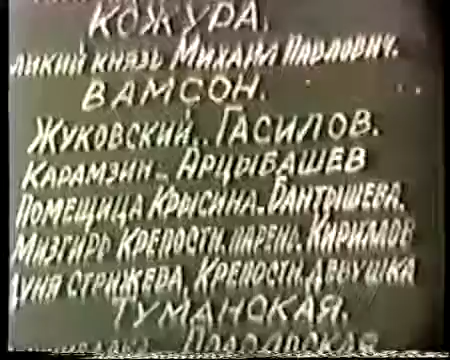 КОЖУРА.
ликий князь Михаил Павлович.
ВАМСОН.
Жуковский.. Гасилов.
Карамзин.. Арцыбашев
Помещица Крысина. Бантышева.
Мизгирь крепостн. парень. Кириллов
Дуня Стрижева, Крепостн. девушка
Туманская.